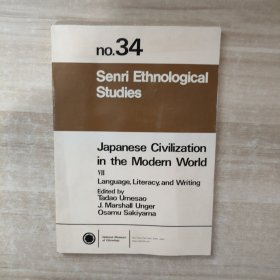 no.34
Senri Ethnological
Studies
Japanese Civilization
in the Modern World
VII
Language, Literacy, and Writing
Edited by
Tadao Umesao
J. Marshall Unger
Osamu Sakiyama
National Museum
of Ethnology